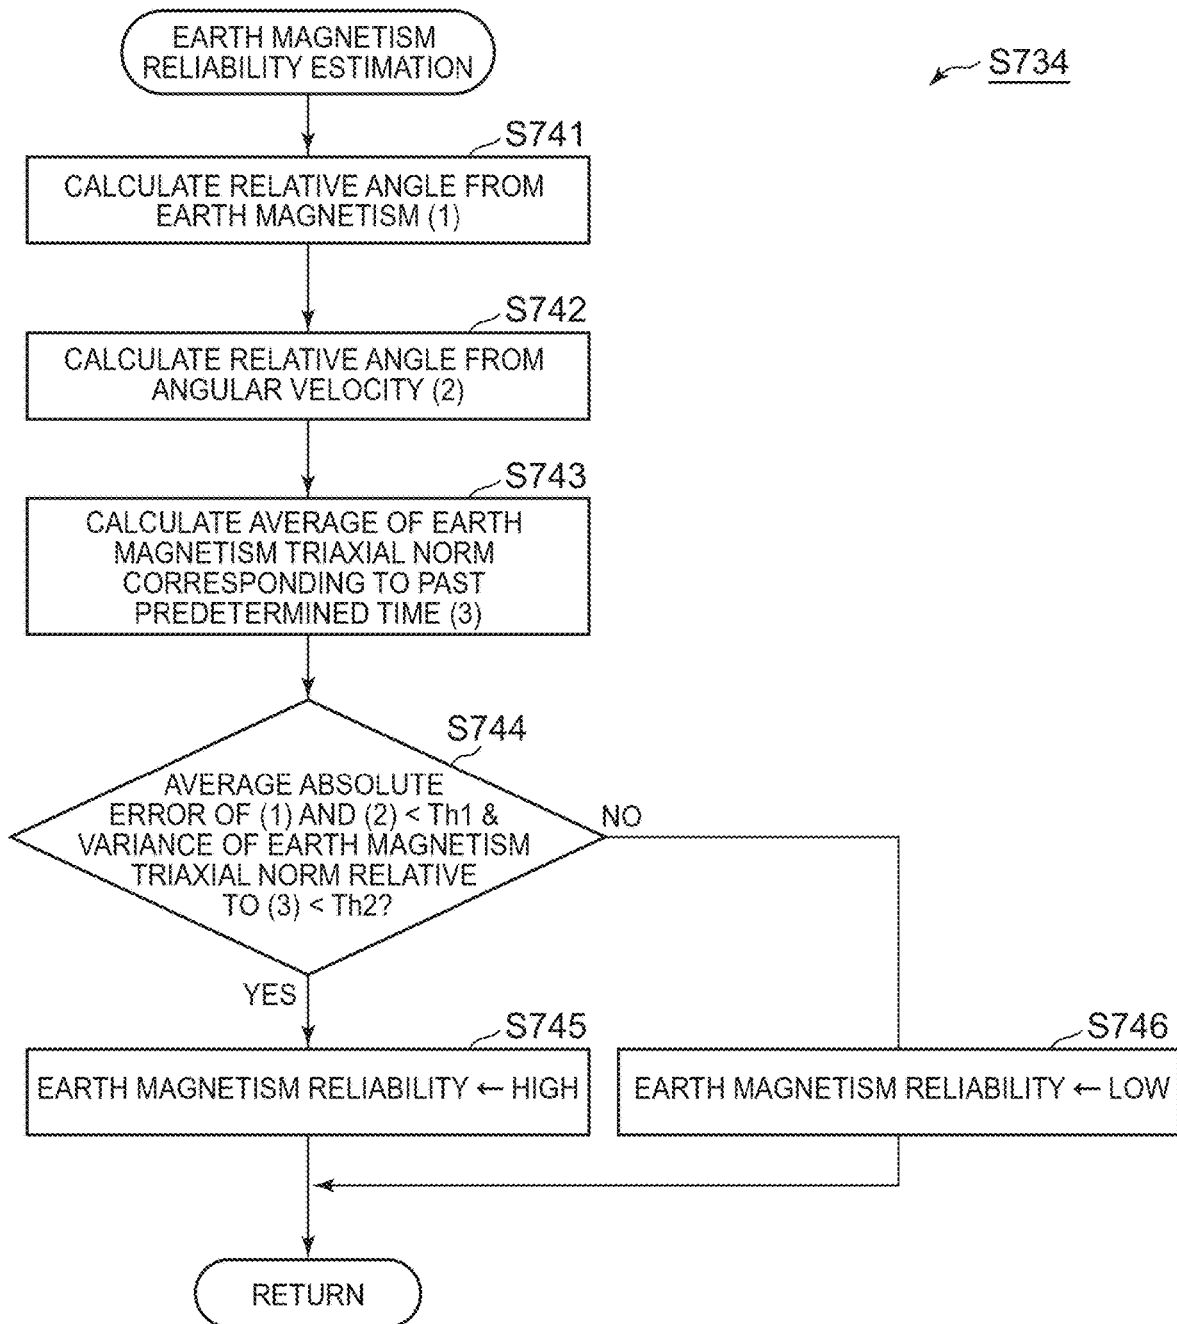 EARTH MAGNETISM
RELIABILITY ESTIMATION
S734
S741
CALCULATE RELATIVE ANGLE FROM
EARTH MAGNETISM (1)
S742
CALCULATE RELATIVE ANGLE FROM
ANGULAR VELOCITY (2)
S743
CALCULATE AVERAGE OF EARTH
MAGNETISM TRIAXIAL NORM
CORRESPONDING TO PAST
PREDETERMINED TIME (3)
S744
AVERAGE ABSOLUTE
ERROR OF (1) AND (2) < Th1 &
VARIANCE OF EARTH MAGNETISM
TRIAXIAL NORM RELATIVE
TO (3) < Th2?
NO
YES
S745
EARTH MAGNETISM RELIABILITY ← HIGH
S746
EARTH MAGNETISM RELIABILITY ← LOW
RETURN